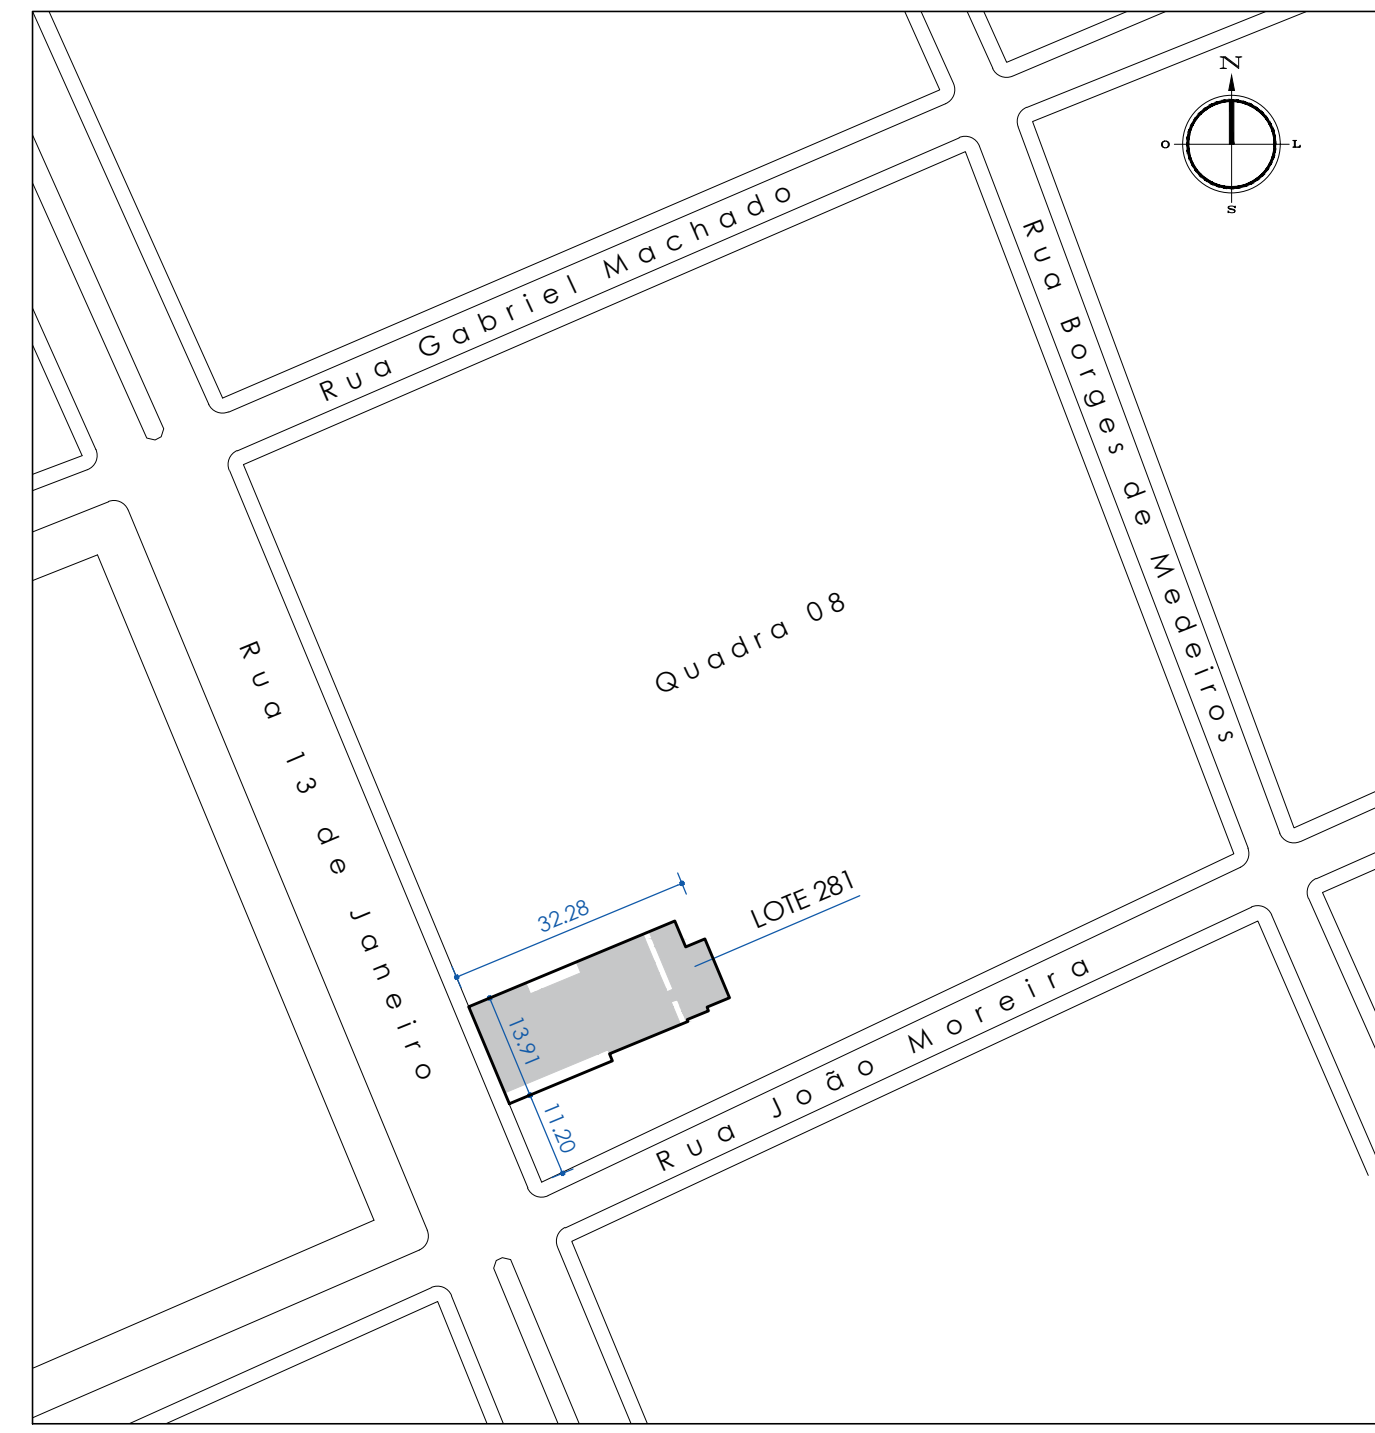 N
O
L
S
Rua Gabriel Machado
Rua Borges de Medeiros
Quadra 08
Rua 13 de Janeiro
32.28
LOTE 281
13.91
11.20
Rua João Moreira